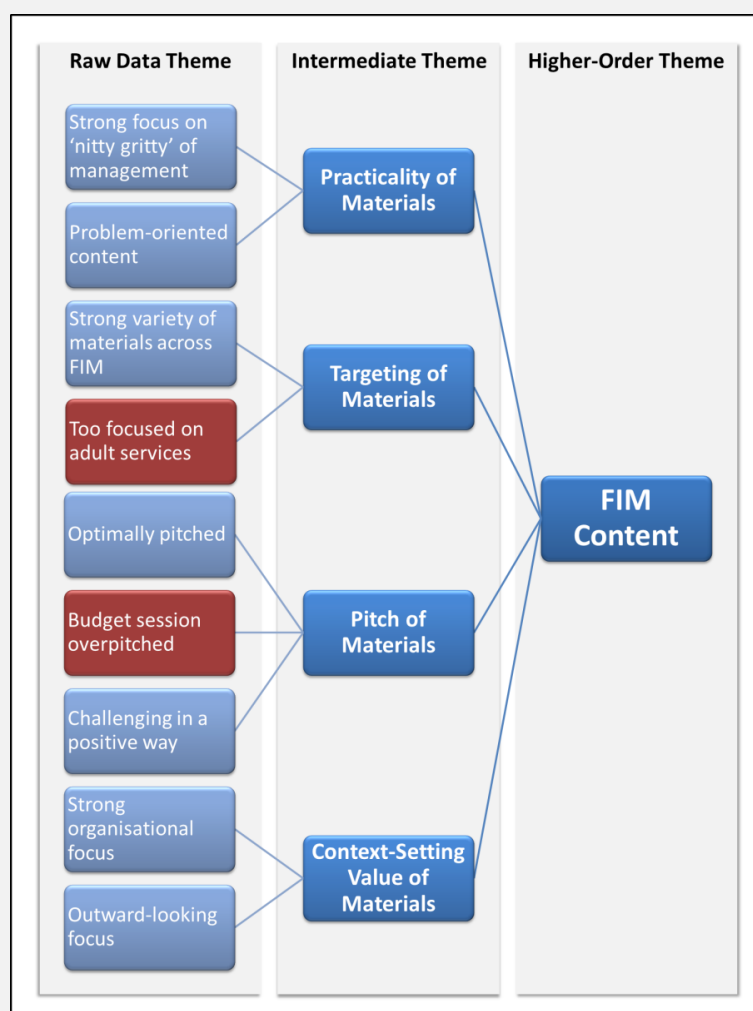 Raw Data Theme
Intermediate Theme
Higher-Order Theme
Strong focus on
‘nitty gritty’ of
management
Problem-oriented
content
Practicality of
Materials
Strong variety of
materials across
FIM
Too focused on
adult services
Targeting of
Materials
Optimally pitched
Budget session
overpitched
Challenging in a
positive way
Pitch of
Materials
Strong
organisational
focus
Outward-looking
focus
Context-Setting
Value of
Materials
FIM
Content